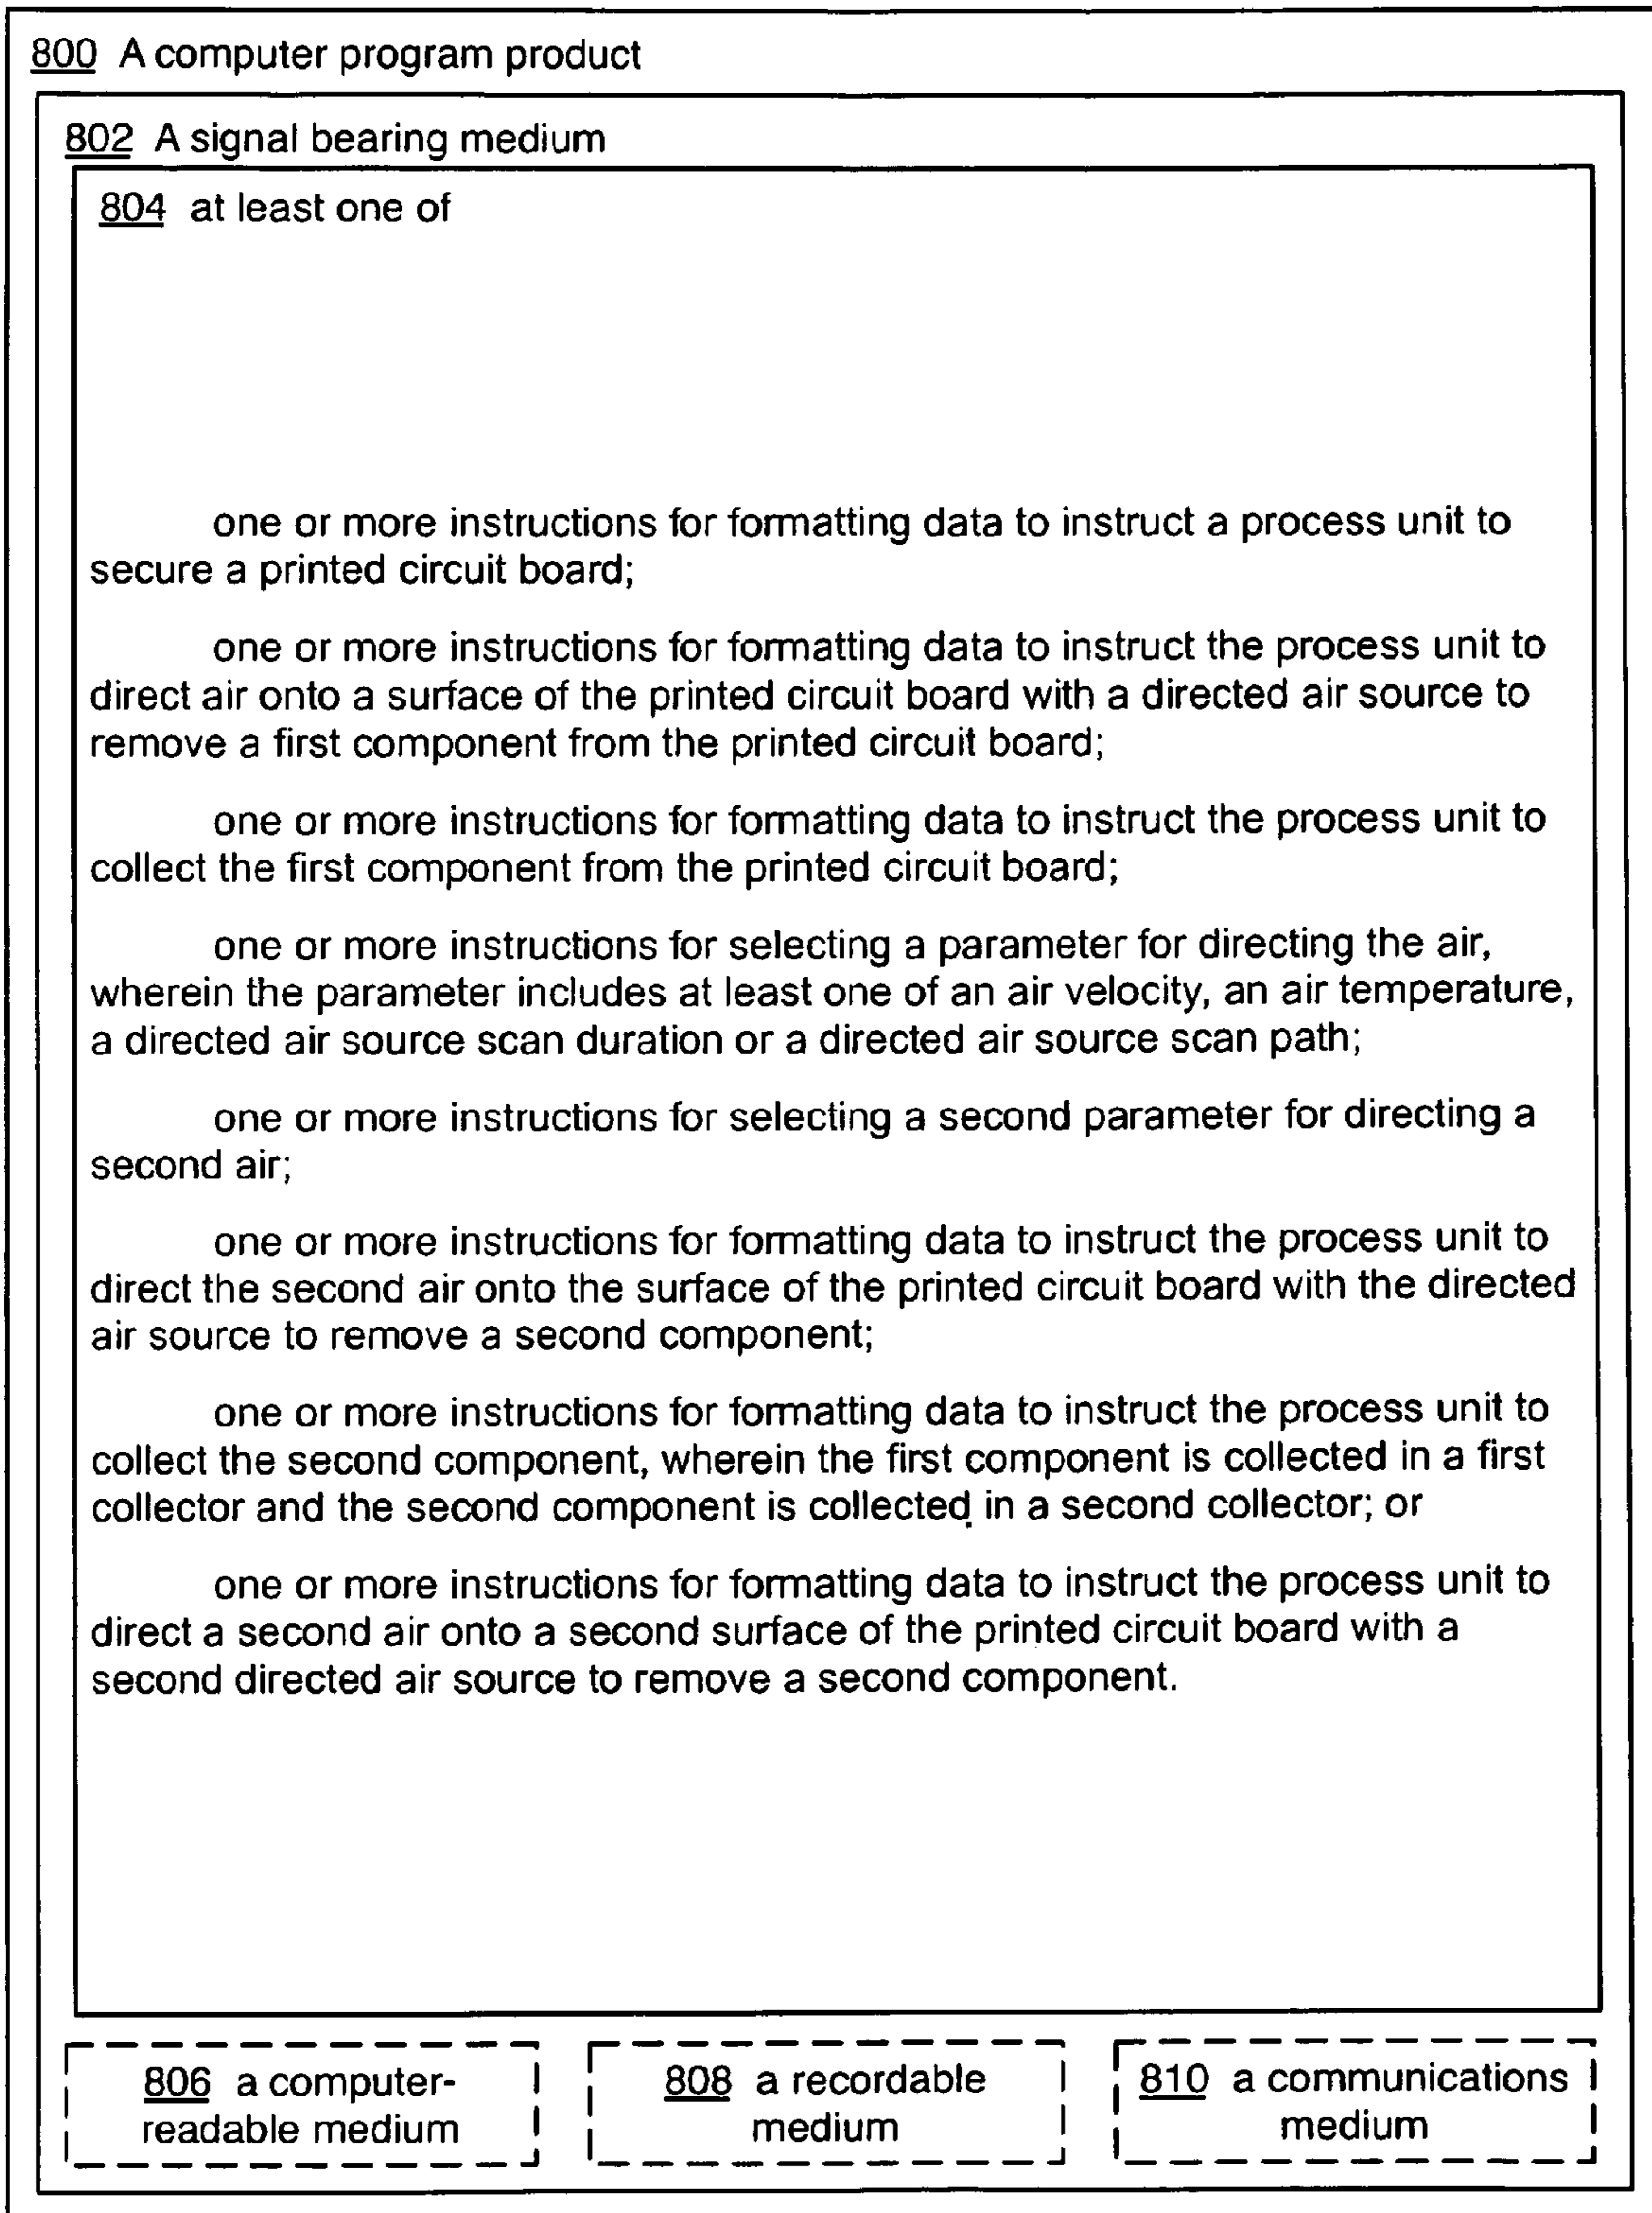 800 A computer program product
802 A signal bearing medium
804 at least one of
one or more instructions for formatting data to instruct a process unit to
secure a printed circuit board;
one or more instructions for formatting data to instruct the process unit to
direct air onto a surface of the printed circuit board with a directed air source to
remove a first component from the printed circuit board;
one or more instructions for formatting data to instruct the process unit to
collect the first component from the printed circuit board;
one or more instructions for selecting a parameter for directing the air,
wherein the parameter includes at least one of an air velocity, an air temperature,
a directed air source scan duration or a directed air source scan path;
one or more instructions for selecting a second parameter for directing a
second air;
one or more instructions for formatting data to instruct the process unit to
direct the second air onto the surface of the printed circuit board with the directed
air source to remove a second component;
one or more instructions for formatting data to instruct the process unit to
collect the second component, wherein the first component is collected in a first
collector and the second component is collected in a second collector; or
one or more instructions for formatting data to instruct the process unit to
direct a second air onto a second surface of the printed circuit board with a
second directed air source to remove a second component.
806 a computer-
readable medium
808 a recordable
medium
810 a communications
medium